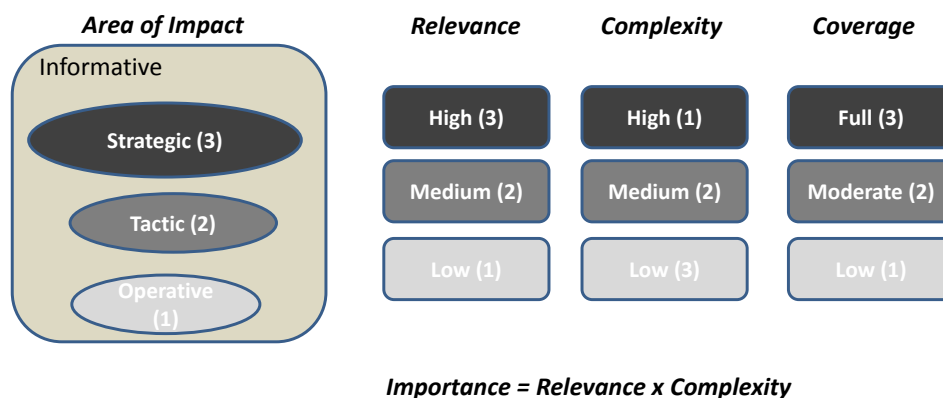 Area of Impact
Relevance
Complexity
Coverage
Informative
Strategic (3)
High (3)
High (1)
Full (3)
Tactic (2)
Medium (2)
Medium (2)
Moderate (2)
Operative
(1)
Low (1)
Low (3)
Low (1)
Importance = Relevance x Complexity